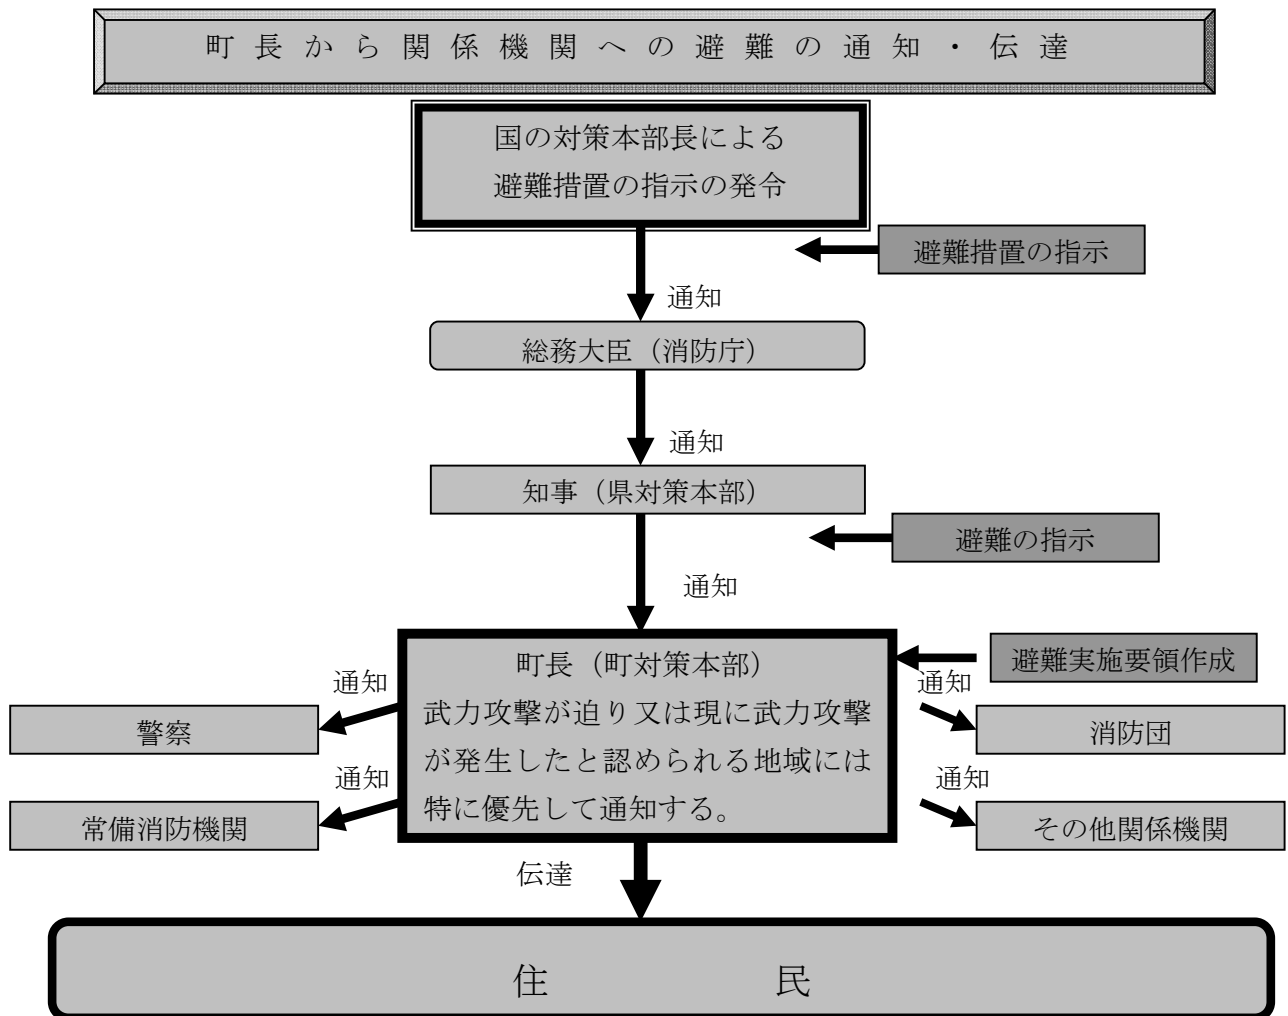 町長から関係機関への避難の通知・伝達
国の対策本部長による
避難措置の指示の発令
避難措置の指示
通知
総務大臣（消防庁）
通知
知事（県対策本部）
避難の指示
通知
町長（町対策本部）
武力攻撃が迫り又は現に武力攻撃
が発生したと認められる地域には
特に優先して通知する。
避難実施要領作成
通知
警察
通知
常備消防機関
通知
消防団
通知
その他関係機関
伝達
住民